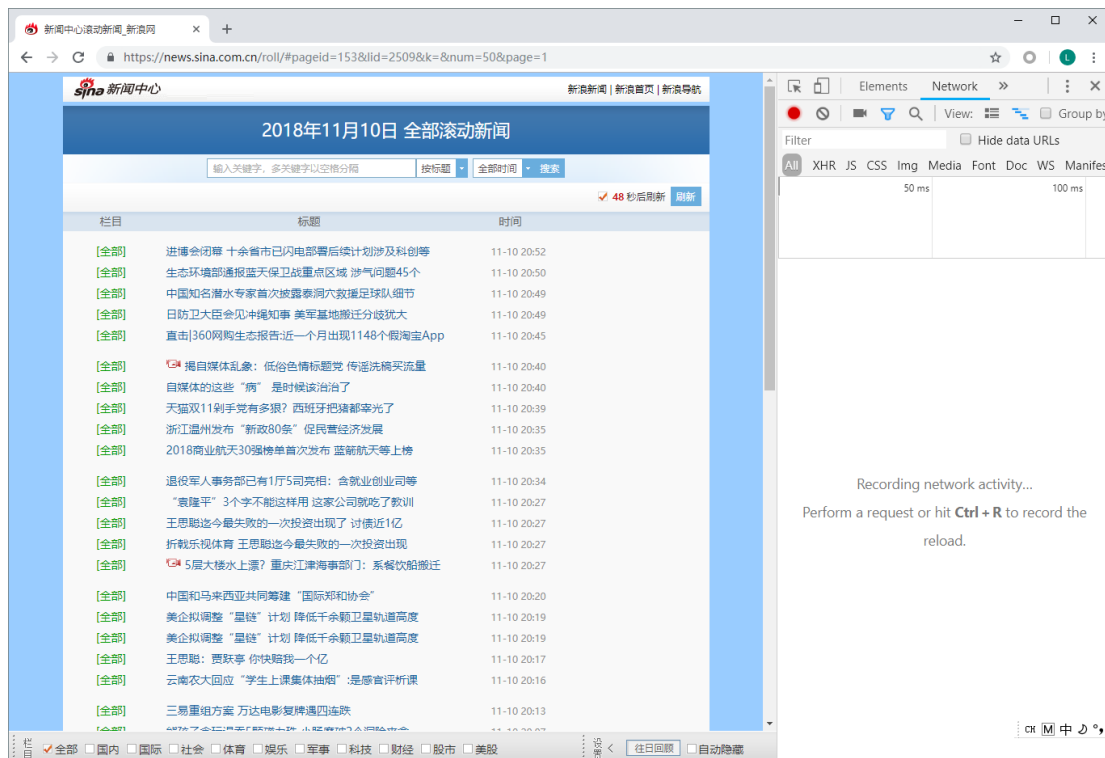 新闻中心滚动新闻_新浪网
https://news.sina.com.cn/roll/#pageid=153&lid=2509&k=&num=50&page=1
L
sina 新闻中心
新浪新闻 | 新浪首页 | 新浪导航
2018年11月10日 全部滚动新闻
输入关键字，多关键字以空格分隔 按标题 全部时间 搜索
48 秒后刷新 刷新
栏目 标题 时间
[全部] 进博会闭幕 十余省市已闪电部署后续计划涉及科创等 11-10 20:52
[全部] 生态环境部通报蓝天保卫战重点区域 涉气问题45个 11-10 20:50
[全部] 中国知名潜水专家首次披露泰洞穴救援足球队细节 11-10 20:49
[全部] 日防卫大臣会见冲绳知事 美军基地搬迁分歧犹大 11-10 20:49
[全部] 直击|360网购生态报告:近一个月出现1148个假淘宝App 11-10 20:45
[全部] 揭自媒体乱象：低俗色情标题党 传谣洗稿买流量 11-10 20:40
[全部] 自媒体的这些“病” 是时候该治治了 11-10 20:40
[全部] 天猫双11剁手党有多狠？西班牙把猪都宰光了 11-10 20:39
[全部] 浙江温州发布“新政80条”促民营经济发展 11-10 20:35
[全部] 2018商业航天30强榜单首次发布 蓝箭航天等上榜 11-10 20:35
[全部] 退役军人事务部已有1厅5司亮相：含就业创业司等 11-10 20:34
[全部] “袁隆平”3个字不能这样用 这家公司就吃了教训 11-10 20:27
[全部] 王思聪迄今最失败的一次投资出现了 讨债近1亿 11-10 20:27
[全部] 折戟乐视体育 王思聪迄今最失败的一次投资出现 11-10 20:27
[全部] 5层大楼水上漂？重庆江津海事部门：系餐饮船搬迁 11-10 20:27
[全部] 中国和马来西亚共同筹建“国际郑和协会” 11-10 20:20
[全部] 美企拟调整“星链”计划 降低千余颗卫星轨道高度 11-10 20:19
[全部] 美企拟调整“星链”计划 降低千余颗卫星轨道高度 11-10 20:19
[全部] 王思聪：贾跃亭 你快赔我一个亿 11-10 20:17
[全部] 云南农大回应“学生上课集体抽烟”:是感官评析课 11-10 20:16
[全部] 三易重组方案 万达电影复牌遇四连跌 11-10 20:13
栏目 全部 国内 国际 社会 体育 娱乐 军事 科技 财经 股市 美股 设置 往日回顾 自动隐藏
Elements Network
View: Group by
Filter Hide data URLs
All XHR JS CSS Img Media Font Doc WS Manifes
50 ms 100 ms
Recording network activity...
Perform a request or hit Ctrl + R to record the
reload.
CH M 中